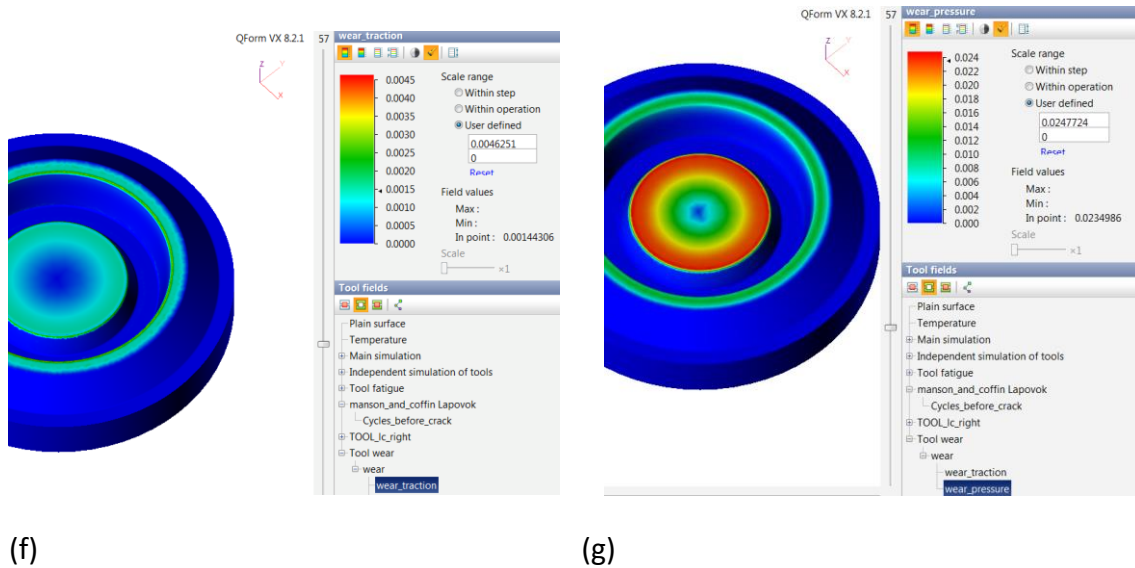 QForm VX 8.2.1
57
wear_traction
Z
Y
X
0.0045
0.0040
0.0035
0.0030
0.0025
0.0020
0.0015
0.0010
0.0005
0.0000
Scale range
Within step
Within operation
User defined
0.0046251
0
Reset
Field values
Max :
Min :
In point : 0.00144306
Scale
×1
Tool fields
Plain surface
Temperature
Main simulation
Independent simulation of tools
Tool fatigue
manson_and_coffin Lapovok
Cycles_before_crack
TOOL_lc_right
Tool wear
wear
wear_traction
(f)
QForm VX 8.2.1
57
wear_pressure
Z
Y
X
0.024
0.022
0.020
0.018
0.016
0.014
0.012
0.010
0.008
0.006
0.004
0.002
0.000
Scale range
Within step
Within operation
User defined
0.0247724
0
Reset
Field values
Max :
Min :
In point : 0.0234986
Scale
×1
Tool fields
Plain surface
Temperature
Main simulation
Independent simulation of tools
Tool fatigue
manson_and_coffin Lapovok
Cycles_before_crack
TOOL_lc_right
Tool wear
wear
wear_traction
wear_pressure
(g)